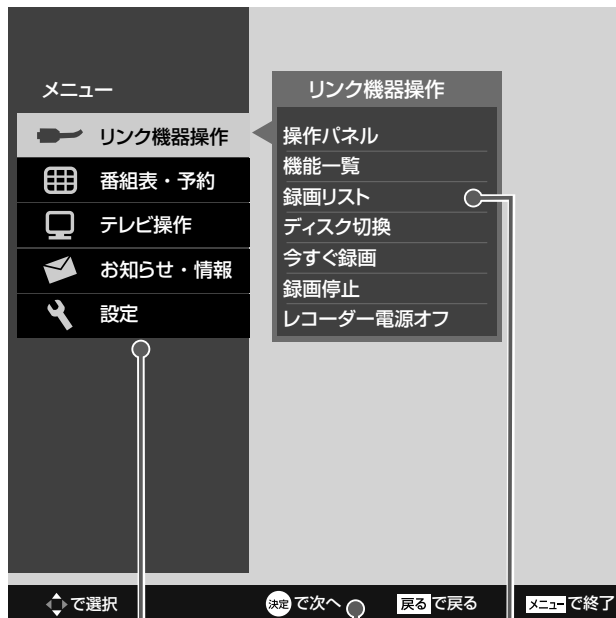 メニュー
リンク機器操作
番組表・予約
テレビ操作
お知らせ・情報
設定
リンク機器操作
操作パネル
機能一覧
録画リスト
ディスク切換
今すぐ録画
録画停止
レコーダー電源オフ
で選択 決定 で次へ 戻る で戻る メニュー で終了